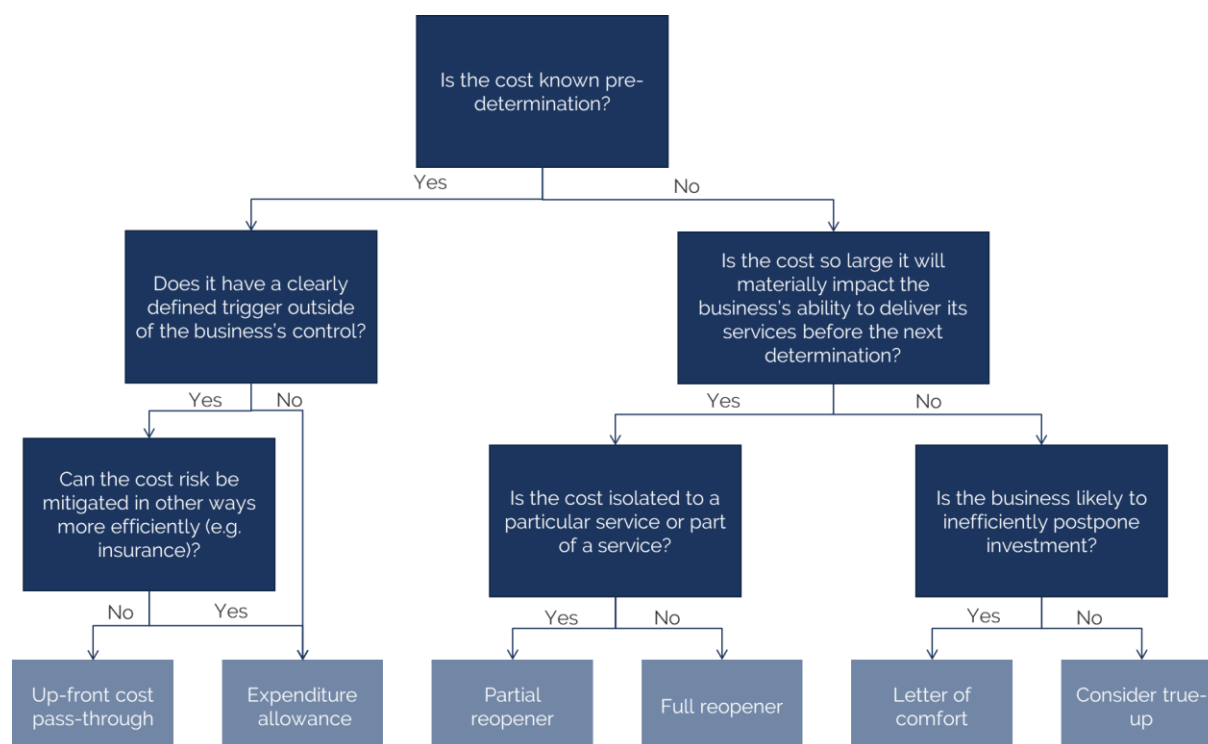 Is the cost known pre-
determination?
Yes
No
Does it have a clearly
defined trigger outside
of the business's control?
Is the cost so large it will
materially impact the
business's ability to deliver its
services before the next
determination?
Yes
No
Yes
No
Can the cost risk be
mitigated in other ways
more efficiently (e.g.
insurance)?
Is the cost isolated to a
particular service or part
of a service?
Is the business likely to
inefficiently postpone
investment?
No
Yes
Yes
No
Yes
No
Up-front cost
pass-through
Expenditure
allowance
Partial
reopener
Full reopener
Letter of
comfort
Consider true-
up